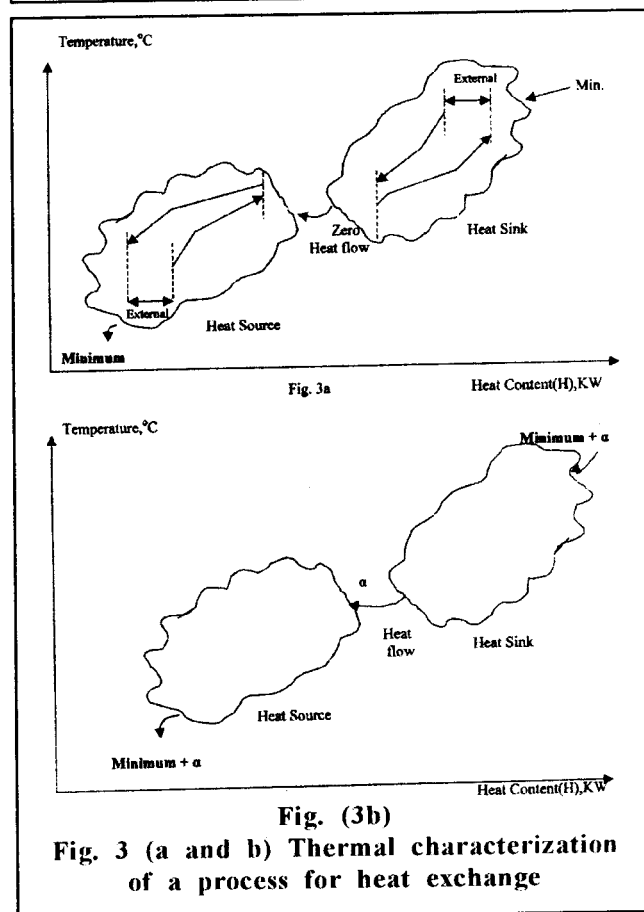 Temperature,°C
External
Min.
Zero
Heat flow
Heat Sink
External
Heat Source
Minimum
Fig. 3a
Heat Content(H),KW
Temperature,°C
Minimum + α
α
Heat
flow
Heat Sink
Heat Source
Minimum + α
Heat Content(H),KW
Fig. (3b)
Fig. 3 (a and b) Thermal characterization
of a process for heat exchange